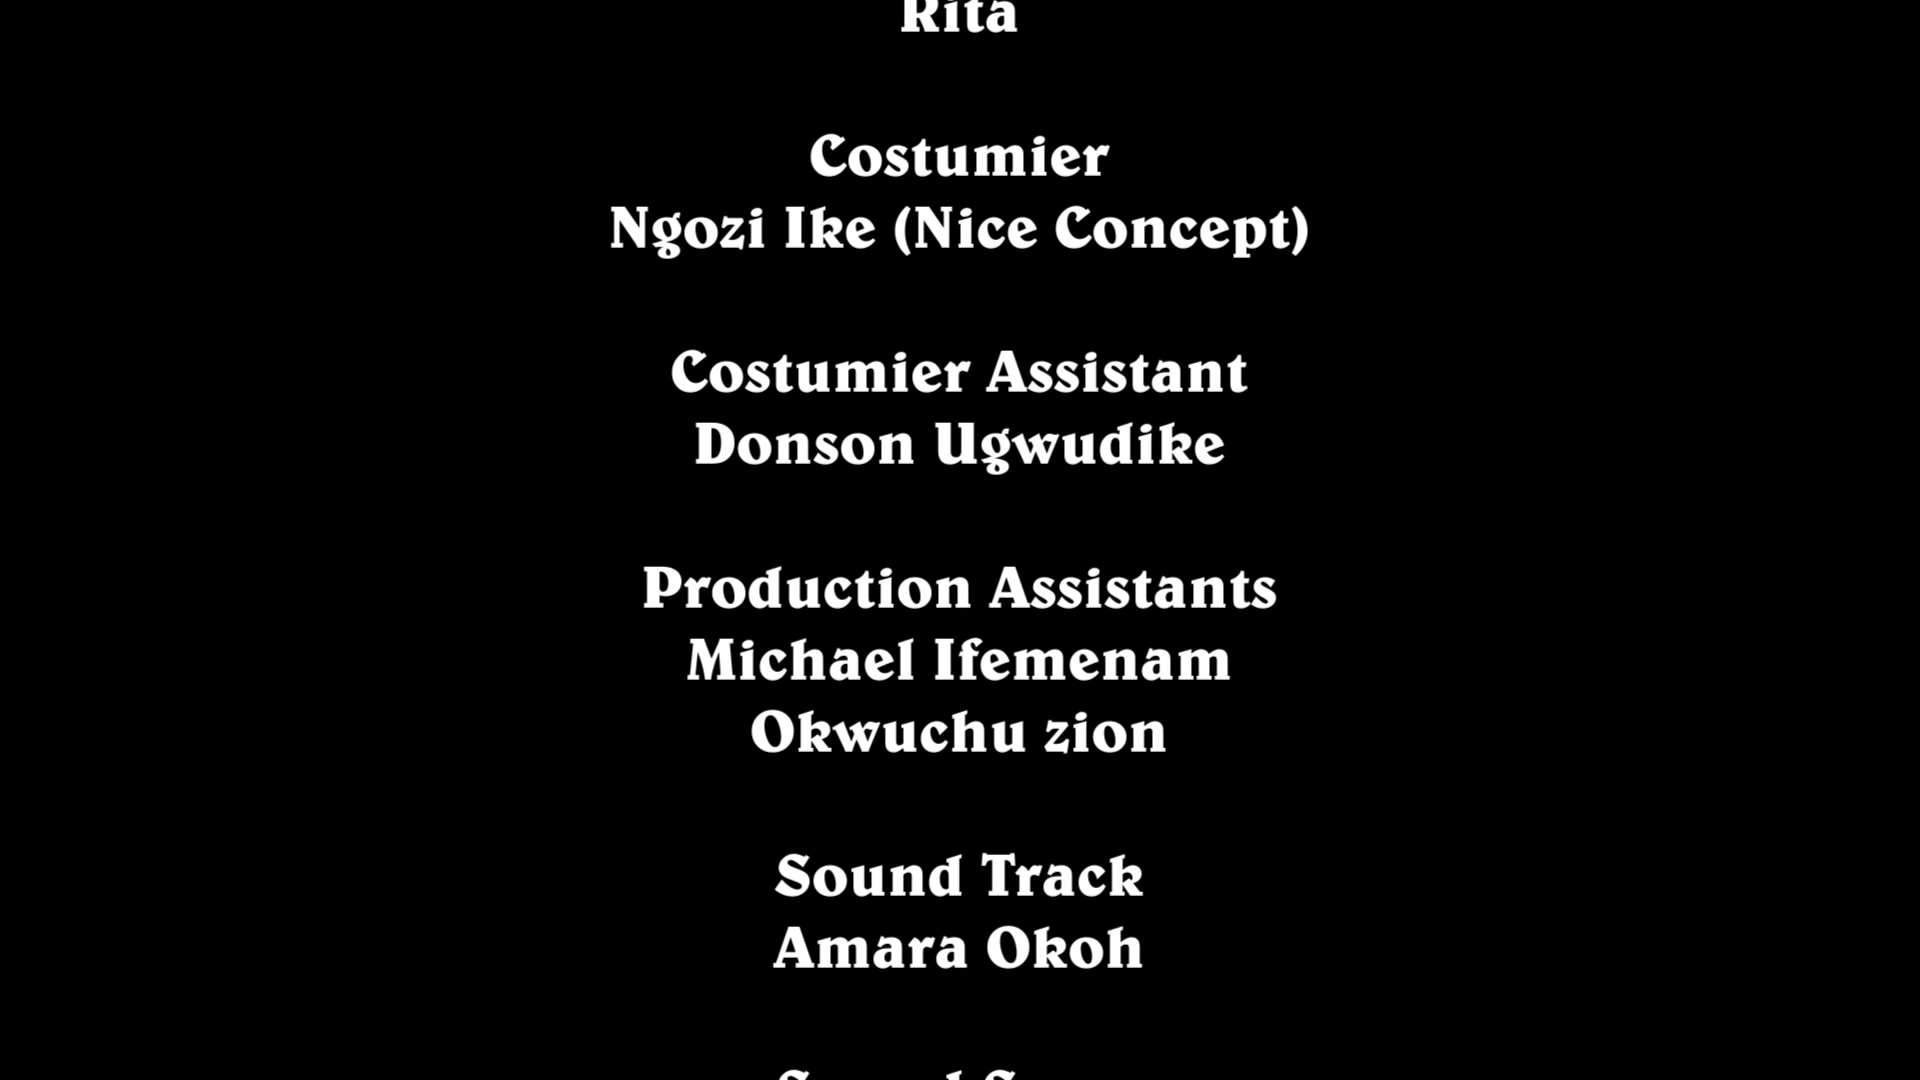 Rita
Costumier
Ngozi Ike (Nice Concept)
Costumier Assistant
Donson Ugwudike
Production Assistants
Michael Ifemenam
Okwuchu zion
Sound Track
Amara Okoh